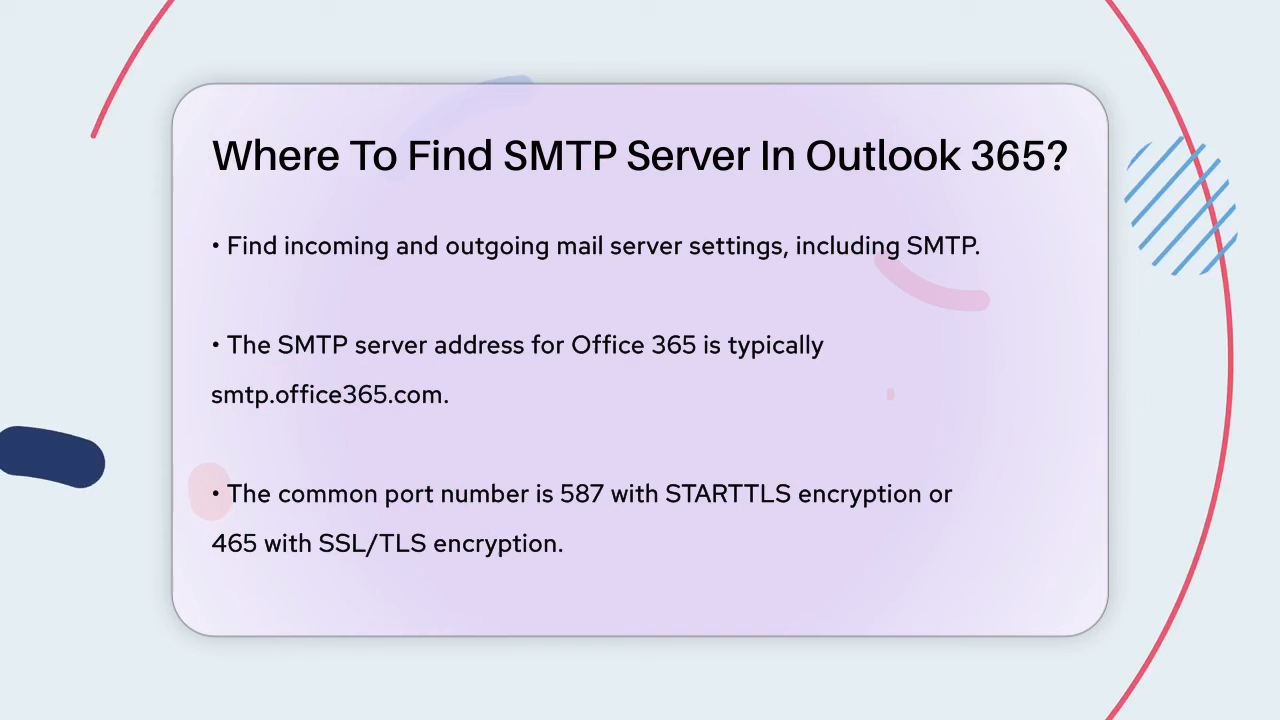 Where To Find SMTP Server In Outlook 365?
• Find incoming and outgoing mail server settings, including SMTP.
• The SMTP server address for Office 365 is typically
smtp.office365.com.
• The common port number is 587 with STARTTLS encryption or
465 with SSL/TLS encryption.